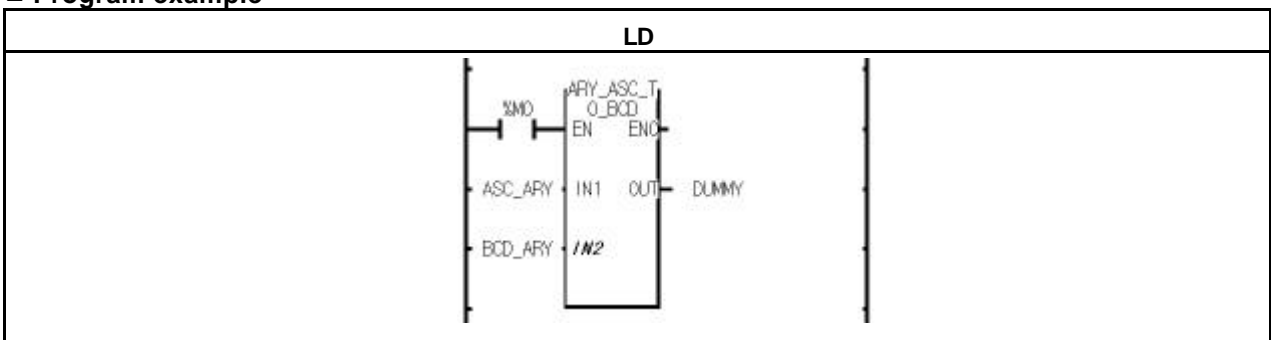 ■ Program example
LD
ARY_ASC_T
%M0
O_BCD
EN ENO
ASC_ARY IN1 OUT DUMMY
BCD_ARY IN2